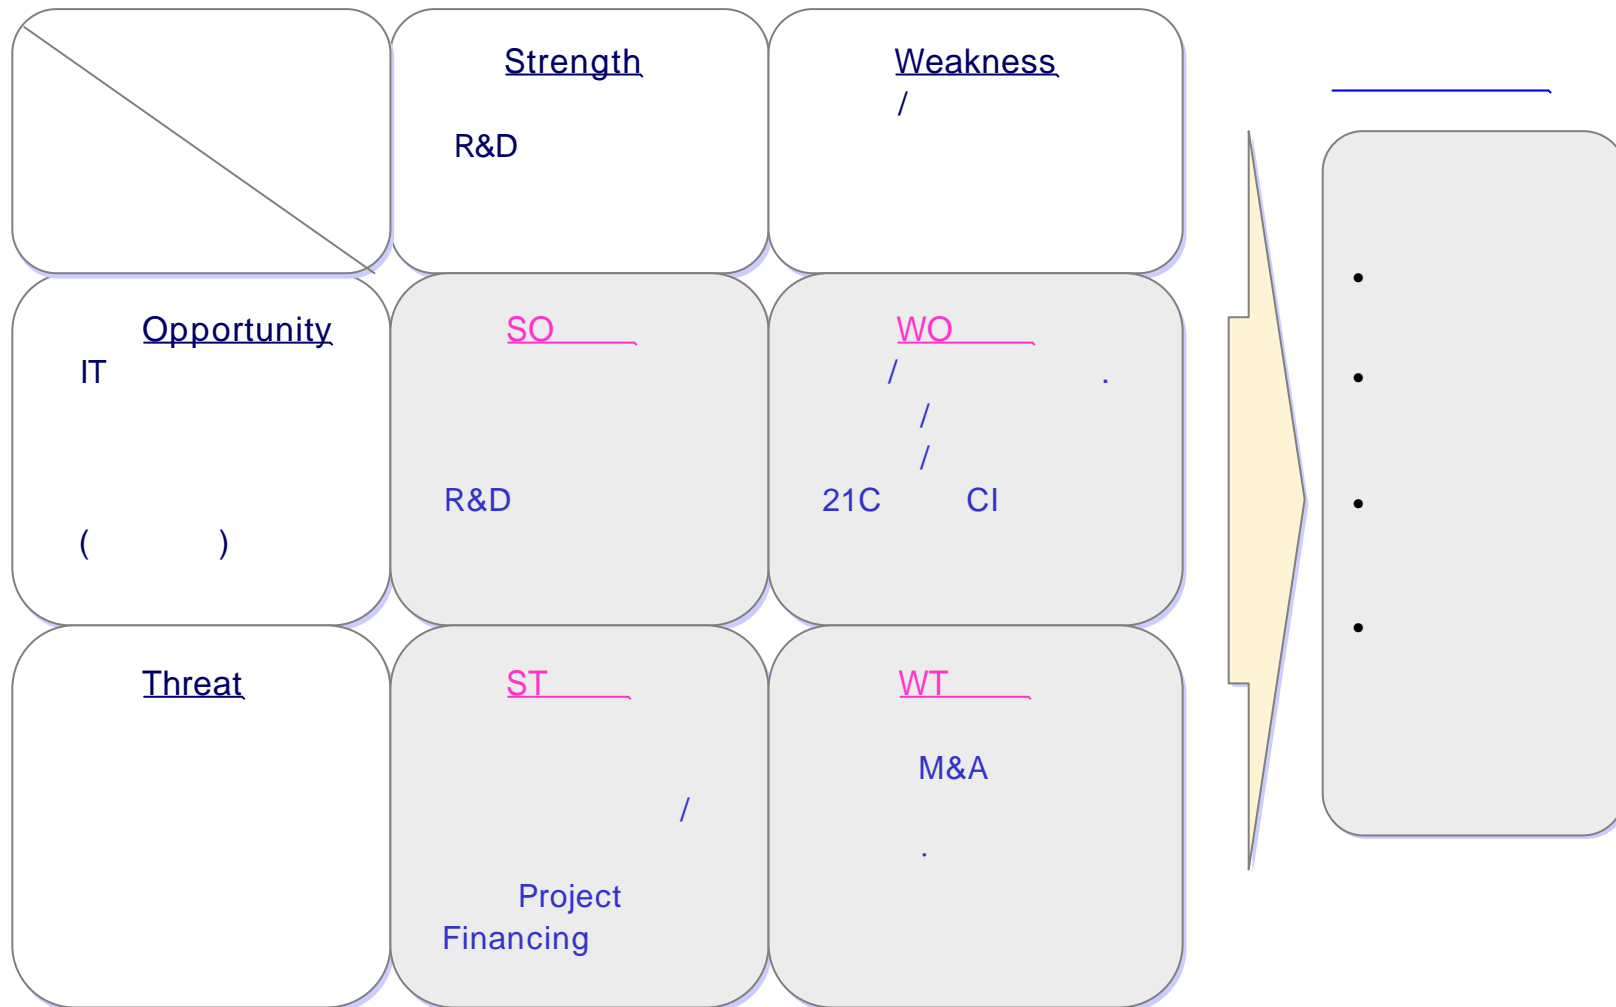 Strength
R&D
Weakness
/
Opportunity
IT
( )
SO
R&D
WO
/ .
/
/
21C CI
Threat
ST
/
Project
Financing
WT
M&A
.
•
•
•
•